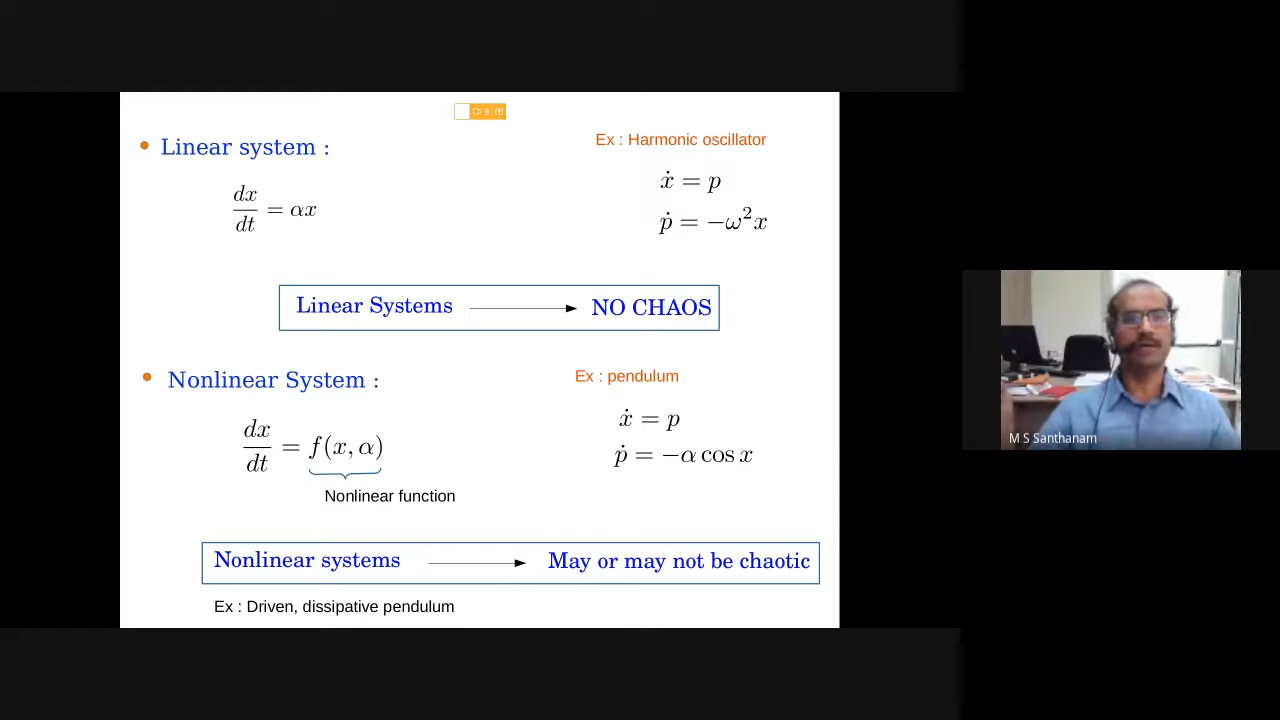 • Linear system :
Ex : Harmonic oscillator
dx/dt = αx
ẋ = p
ṗ = −ω²x
Linear Systems → NO CHAOS
• Nonlinear System :
Ex : pendulum
dx/dt = f(x, α)
ẋ = p
ṗ = −α cos x
Nonlinear function
Nonlinear systems → May or may not be chaotic
Ex : Driven, dissipative pendulum
M S Santhanam